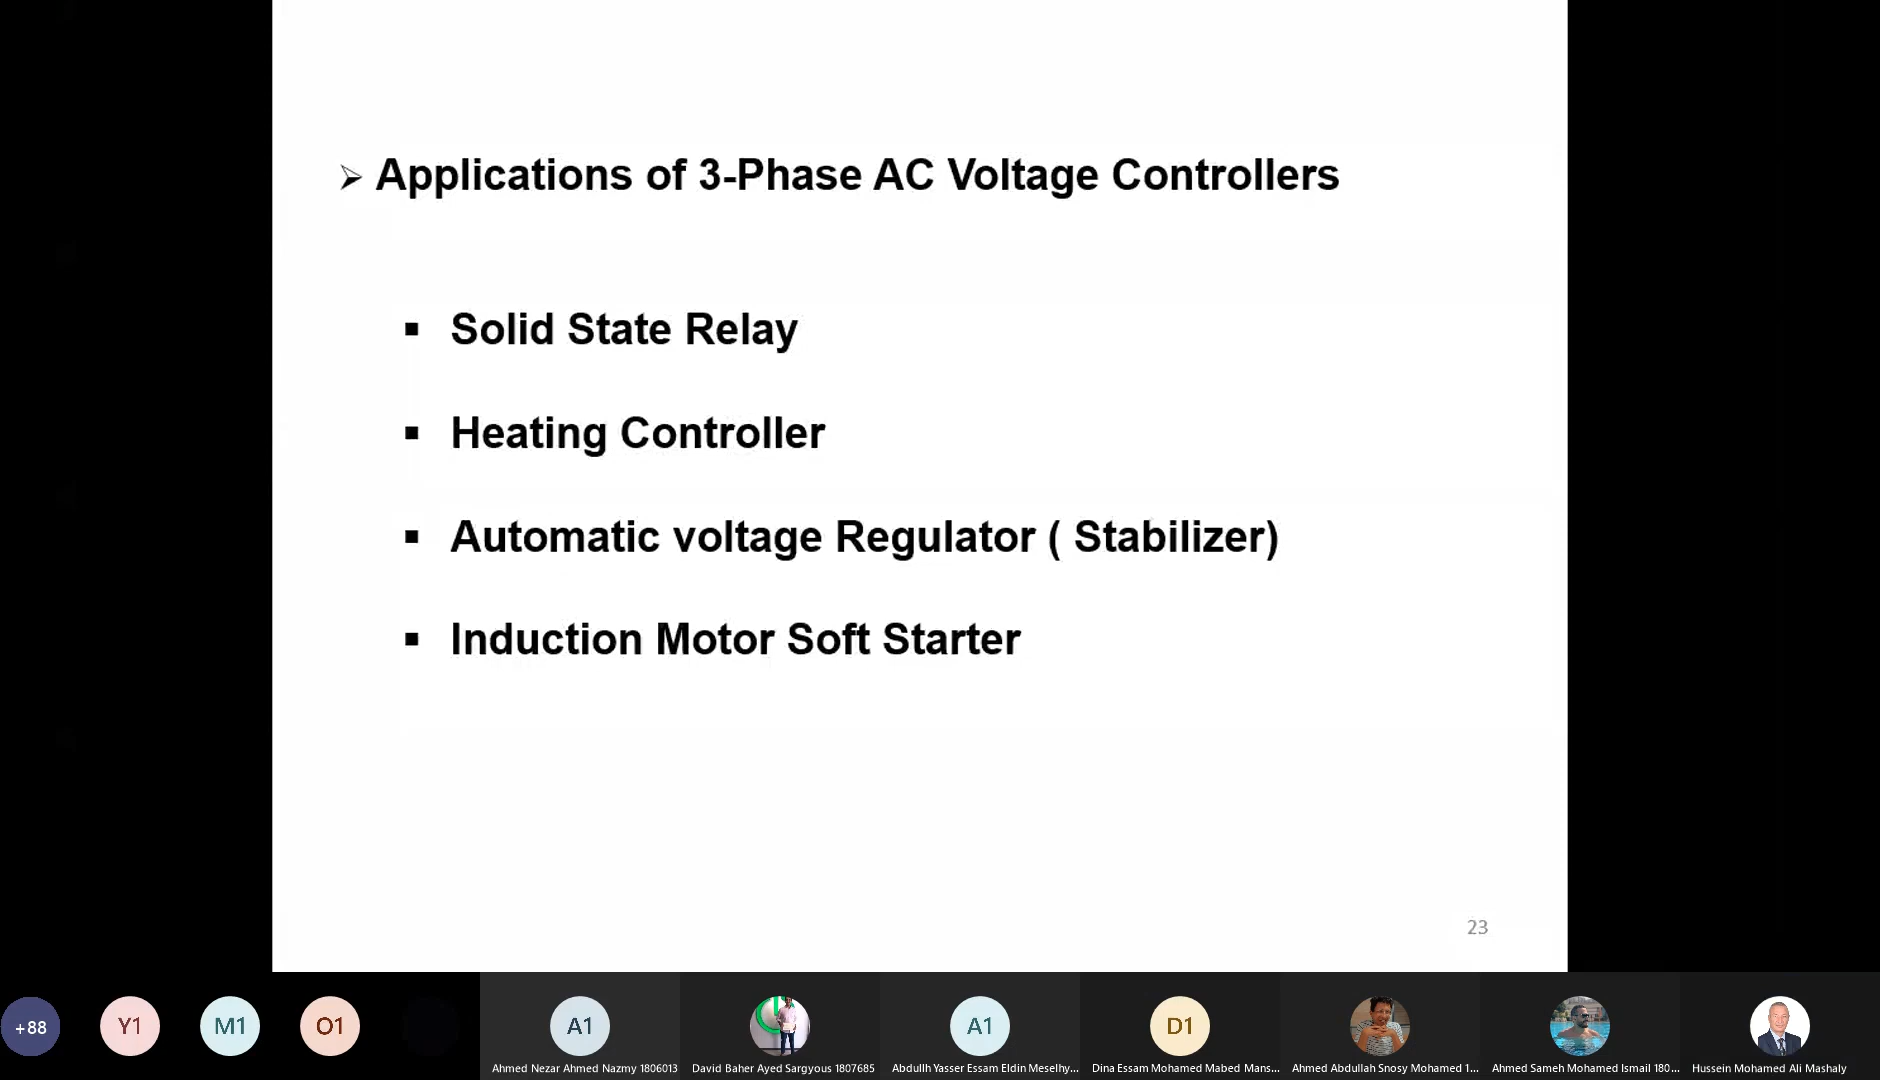 ➢ Applications of 3-Phase AC Voltage Controllers
▪ Solid State Relay
▪ Heating Controller
▪ Automatic voltage Regulator ( Stabilizer)
▪ Induction Motor Soft Starter
23
+88
Y1
M1
O1
A1
A1
D1
Ahmed Nezar Ahmed Nazmy 1806013
David Baher Ayed Sargyous 1807685
Abdullh Yasser Essam Eldin Meselhy...
Dina Essam Mohamed Mabed Mans...
Ahmed Abdullah Snosy Mohamed 1...
Ahmed Sameh Mohamed Ismail 180...
Hussein Mohamed Ali Mashaly